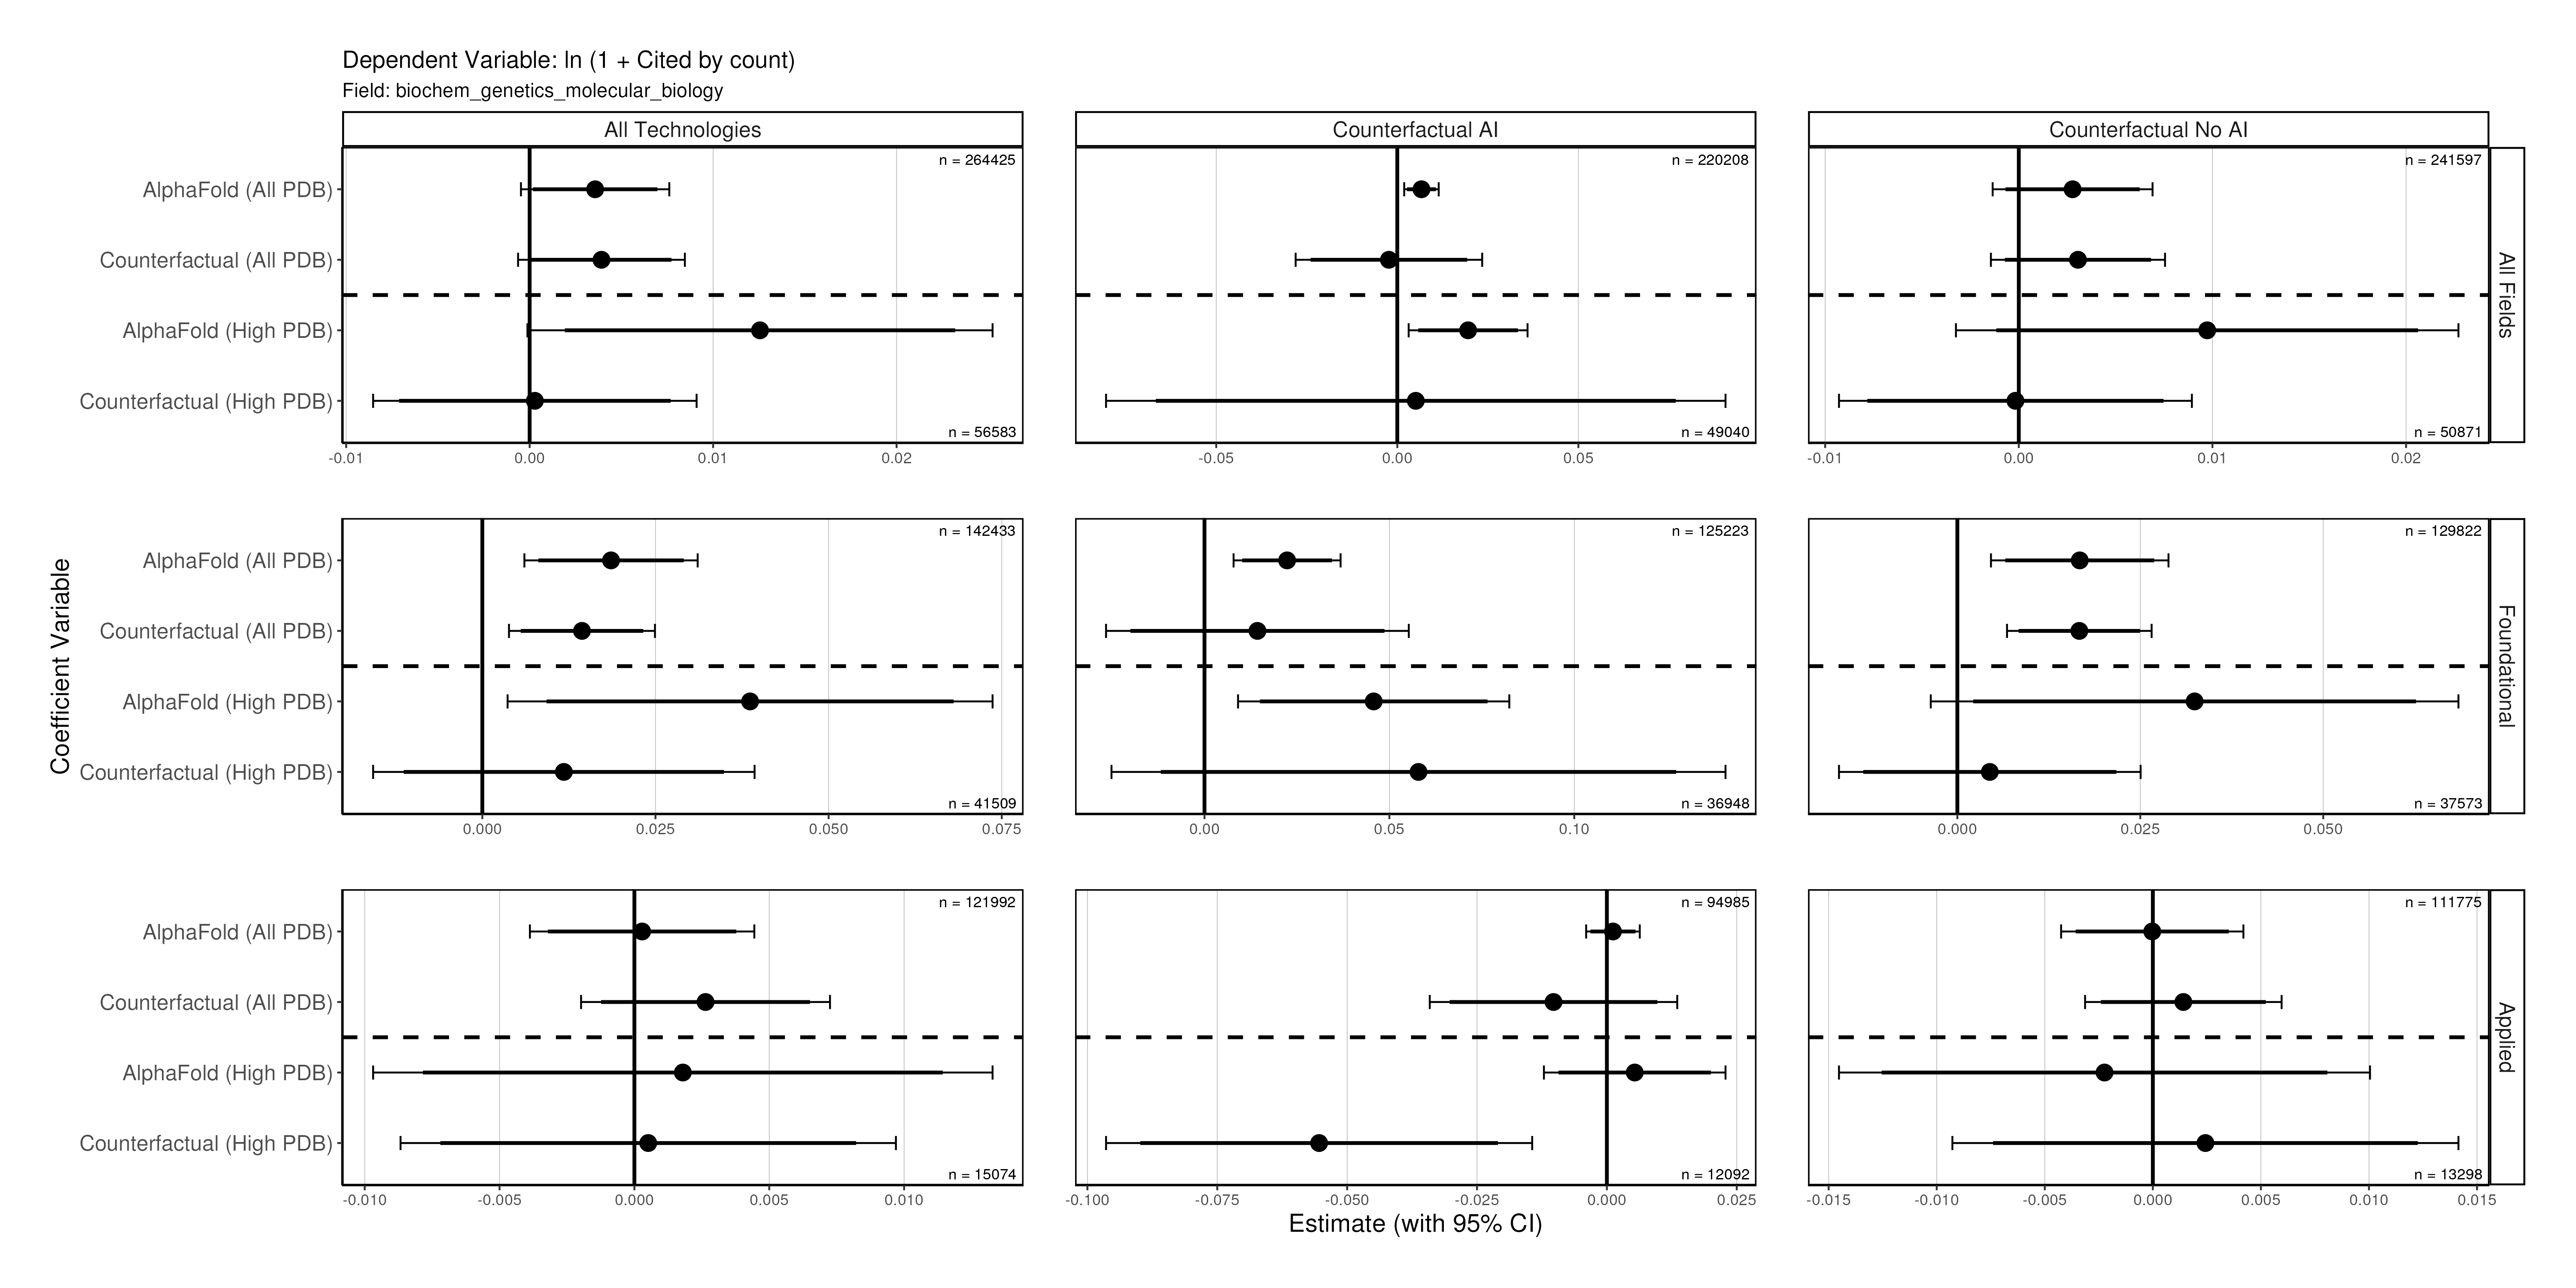 Dependent Variable: ln (1 + Cited by count)
Field: biochem_genetics_molecular_biology
All Technologies
Counterfactual AI
Counterfactual No AI
AlphaFold (All PDB)
Counterfactual (All PDB)
AlphaFold (High PDB)
Counterfactual (High PDB)
n = 264425
n = 56583
-0.01 0.00 0.01 0.02
n = 220208
n = 49040
-0.05 0.00 0.05
n = 241597
n = 50871
-0.01 0.00 0.01 0.02
All Fields
Coefficient Variable
AlphaFold (All PDB)
Counterfactual (All PDB)
AlphaFold (High PDB)
Counterfactual (High PDB)
n = 142433
n = 41509
0.000 0.025 0.050 0.075
n = 125223
n = 36948
0.00 0.05 0.10
n = 129822
n = 37573
0.000 0.025 0.050
Foundational
AlphaFold (All PDB)
Counterfactual (All PDB)
AlphaFold (High PDB)
Counterfactual (High PDB)
n = 121992
n = 15074
-0.010 -0.005 0.000 0.005 0.010
n = 94985
n = 12092
-0.100 -0.075 -0.050 -0.025 0.000 0.025
n = 111775
n = 13298
-0.015 -0.010 -0.005 0.000 0.005 0.010 0.015
Applied
Estimate (with 95% CI)